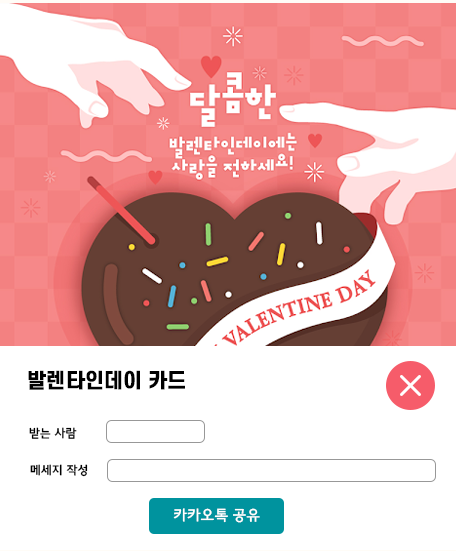 달콤한
발렌타인데이에는
사랑을 전하세요!
VALENTINE DAY
발렌타인데이 카드
받는 사람
메세지 작성
카카오톡 공유